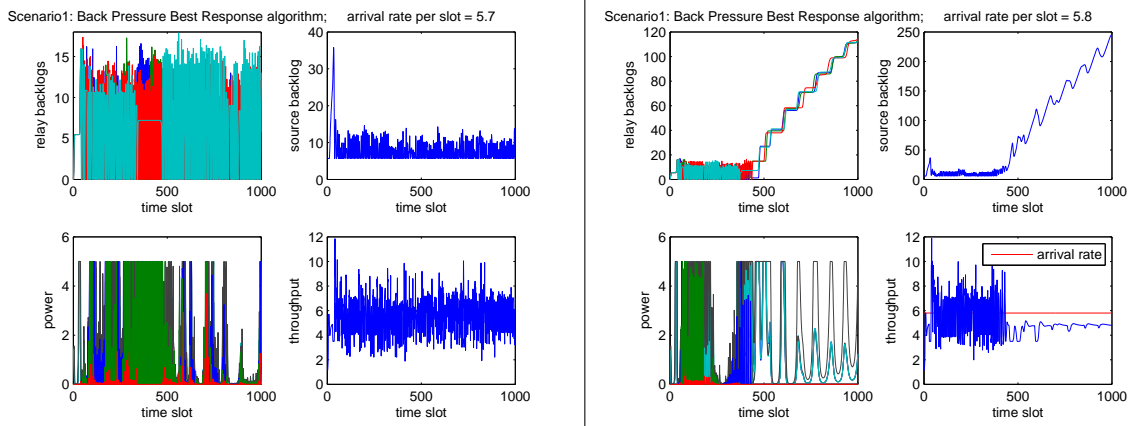 Scenario1: Back Pressure Best Response algorithm; arrival rate per slot = 5.7
relay backlogs
15
10
5
0
0 500 1000
time slot
source backlog
40
30
20
10
0
0 500 1000
time slot
power
6
4
2
0
0 500 1000
time slot
throughput
12
10
8
6
4
2
0
0 500 1000
time slot
Scenario1: Back Pressure Best Response algorithm; arrival rate per slot = 5.8
relay backlogs
120
100
80
60
40
20
0
0 500 1000
time slot
source backlog
250
200
150
100
50
0
0 500 1000
time slot
power
6
4
2
0
0 500 1000
time slot
throughput
12
10
8
6
4
2
0
arrival rate
0 500 1000
time slot